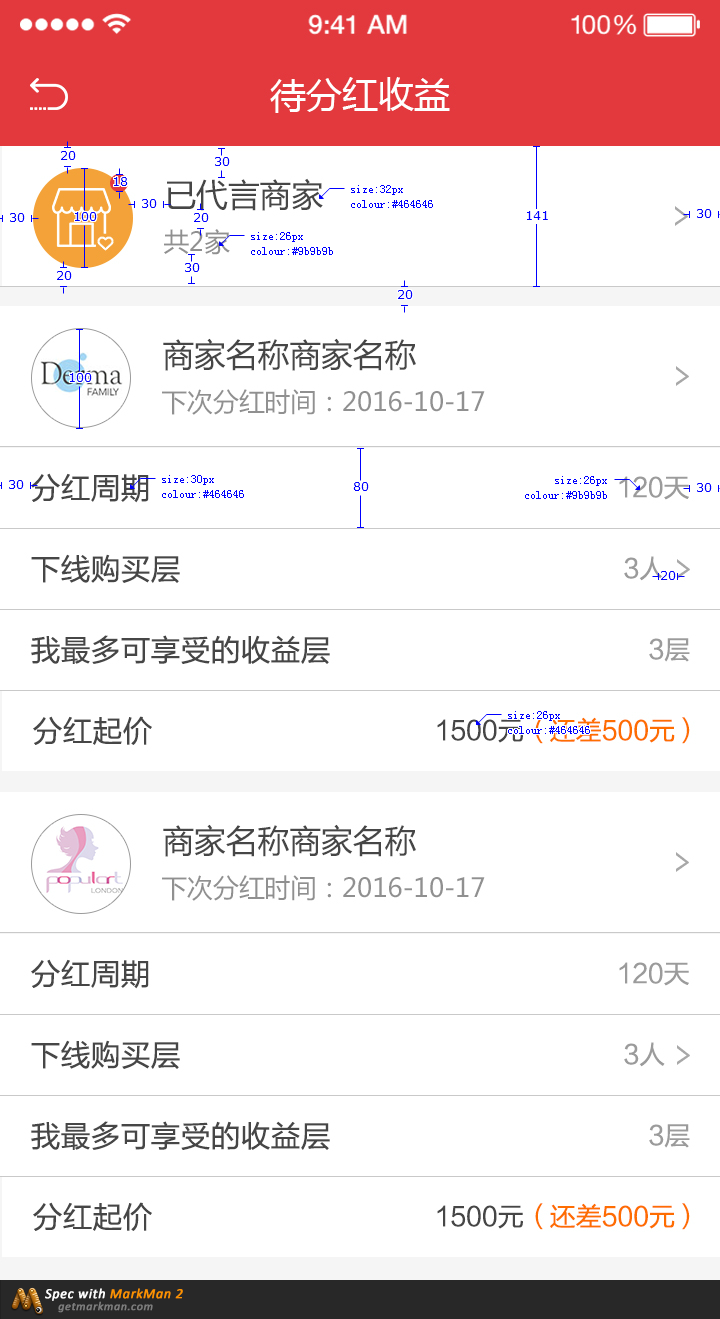 9:41 AM 100%
待分红收益
20
30
18
已代言商家
size:32px
colour:#464646
30
100
30
20
141
30
共2家
size:26px
colour:#9b9b9b
20
30
20
Derma
FAMILY
100
商家名称商家名称
下次分红时间：2016-10-17
30
分红周期
size:30px
colour:#464646
80
size:26px
colour:#9b9b9b
120天
30
下线购买层
3人
20
我最多可享受的收益层
3层
分红起价
1500元（还差500元）
size:26px
colour:#464646
populart
LONDON
商家名称商家名称
下次分红时间：2016-10-17
分红周期
120天
下线购买层
3人
我最多可享受的收益层
3层
分红起价
1500元（还差500元）
Spec with MarkMan 2
getmarkman.com